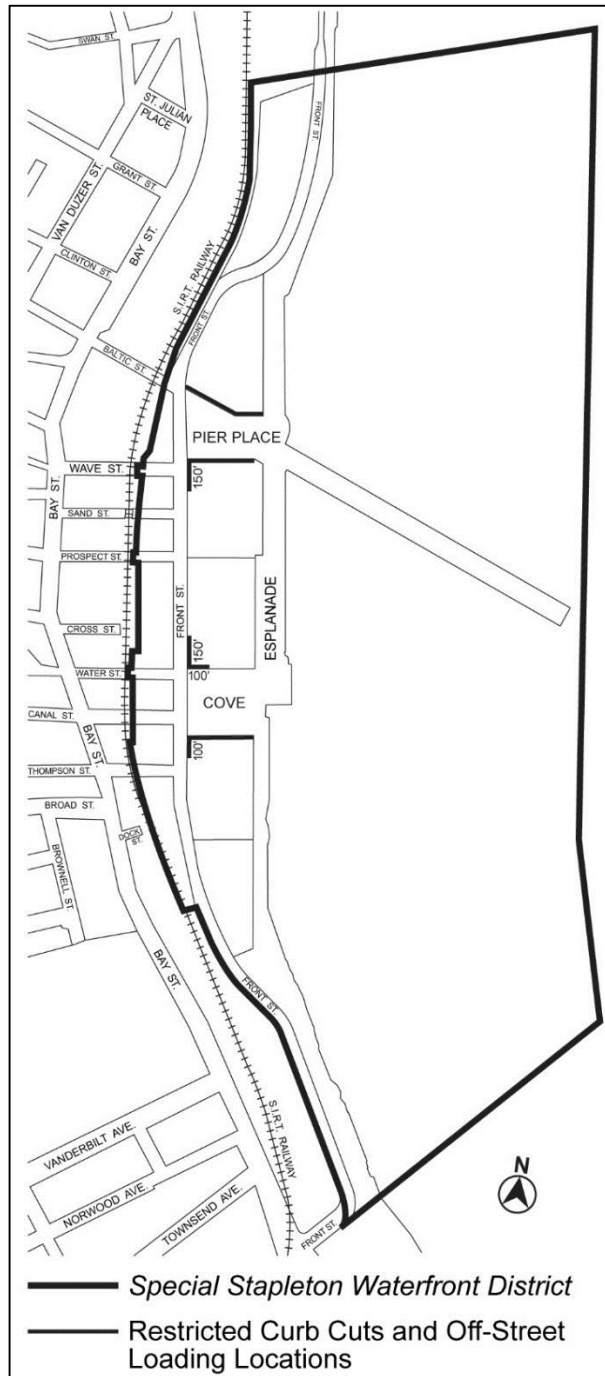 SWAN ST.
FRONT ST.
ST. JULIAN
PLACE
GRANT ST.
VAN DUZER ST.
BAY ST.
CLINTON ST.
S.I.R.T. RAILWAY
FRONT ST.
BALTIC ST.
PIER PLACE
WAVE ST.
150'
BAY ST.
SAND ST.
PROSPECT ST.
FRONT ST.
ESPLANADE
CROSS ST.
150'
WATER ST.
100'
COVE
CANAL ST.
BAY ST.
100'
THOMPSON ST.
BROAD ST.
DOCK
ST.
BROWNELL ST.
BAY ST.
FRONT ST.
S.I.R.T. RAILWAY
VANDERBILT AVE.
NORWOOD AVE.
TOWNSEND AVE.
FRONT ST.
N
Special Stapleton Waterfront District
Restricted Curb Cuts and Off-Street
Loading Locations